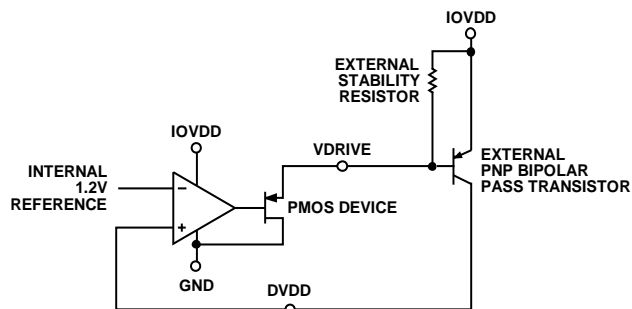 IOVDD
EXTERNAL
STABILITY
RESISTOR
IOVDD
VDRIVE
INTERNAL
1.2V
REFERENCE
−
+
PMOS DEVICE
EXTERNAL
PNP BIPOLAR
PASS TRANSISTOR
GND
DVDD